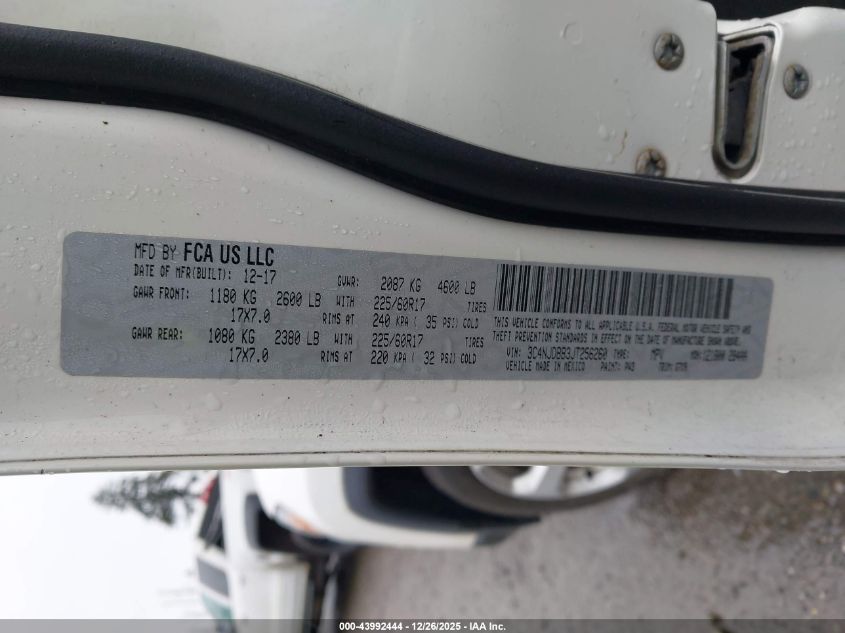 MFD BY FCA US LLC
DATE OF MFR(BUILT): 12-17 GVWR: 2087 KG 4600 LB
GAWR FRONT: 1180 KG 2600 LB WITH 225/60R17 TIRES
17X7.0 RIMS AT 240 KPA ( 35 PSI) COLD
GAWR REAR: 1080 KG 2380 LB WITH 225/60R17 TIRES
17X7.0 RIMS AT 220 KPA ( 32 PSI) COLD
THIS VEHICLE CONFORMS TO ALL APPLICABLE U.S.A. FEDERAL MOTOR VEHICLE SAFETY AND
THEFT PREVENTION STANDARDS IN EFFECT ON THE DATE OF MANUFACTURE SHOWN ABOVE.
VIN: 3C4NJDBB3JT256260 TYPE: MPV MDH:
VEHICLE MADE IN MEXICO PAINT: PW3 TRIM:
000-43992444 | 12/26/2025 - IAA Inc.